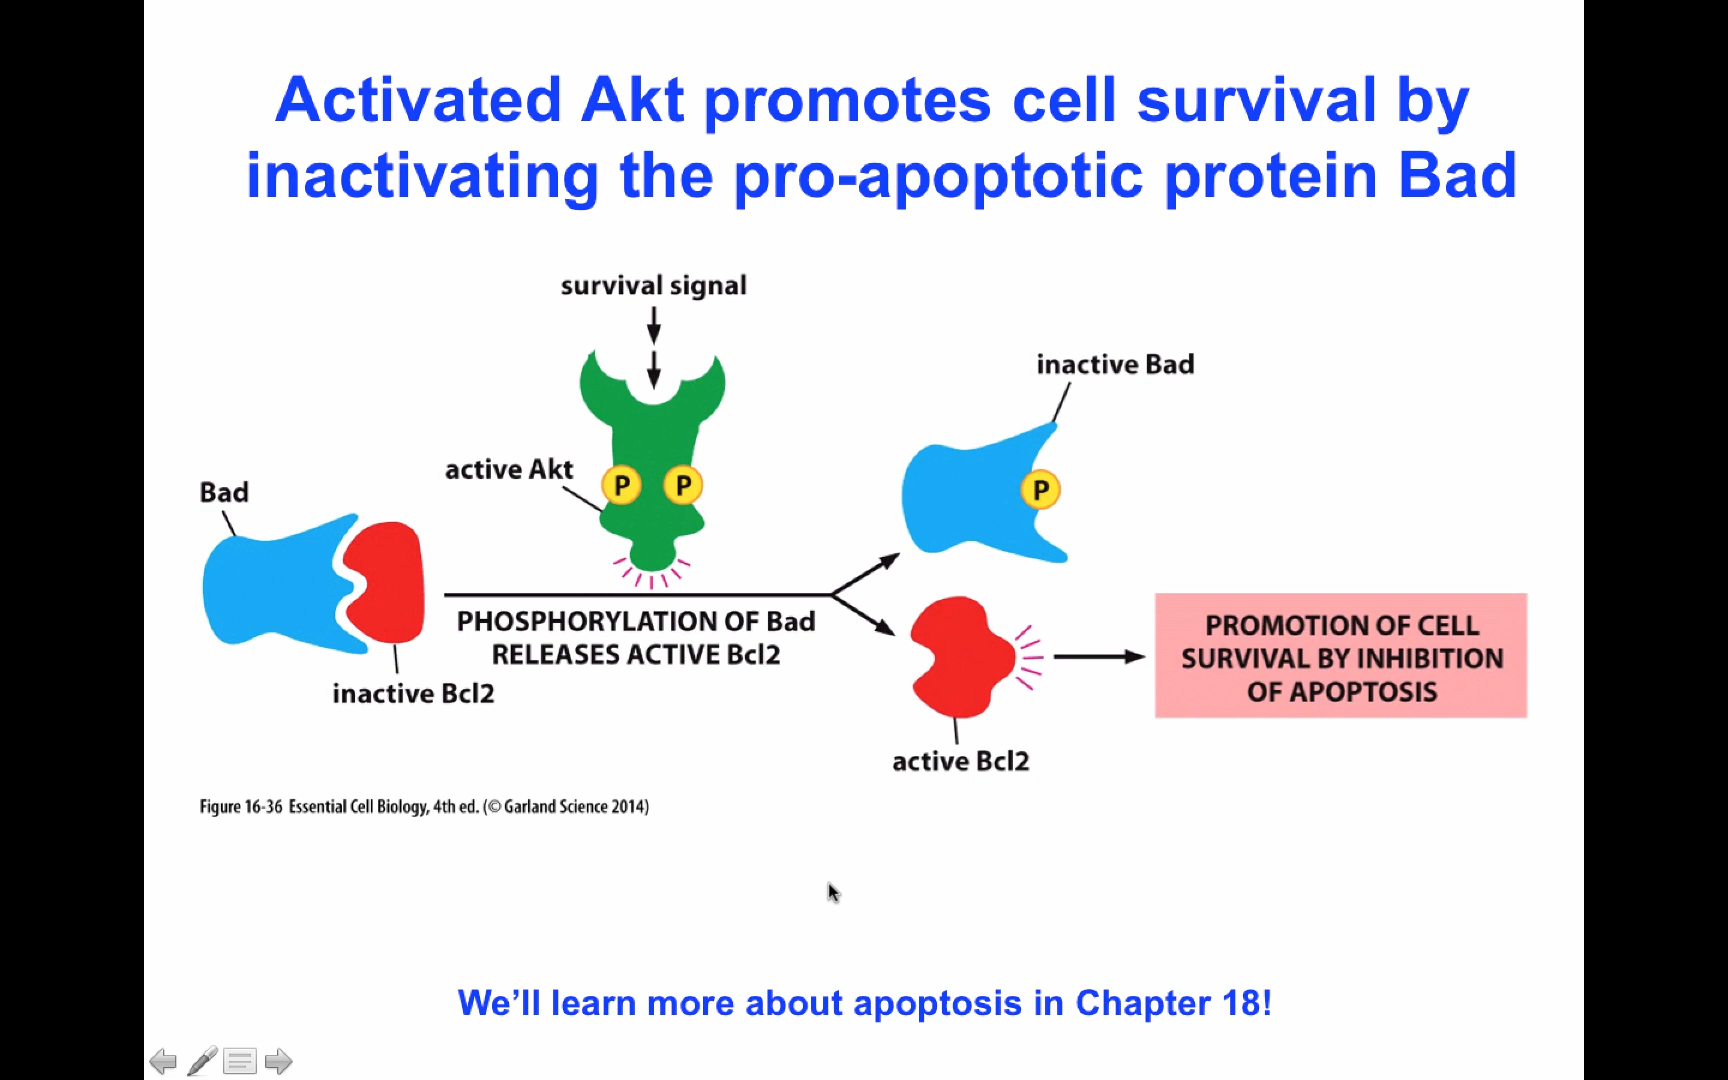 Activated Akt promotes cell survival by
inactivating the pro-apoptotic protein Bad
survival signal
inactive Bad
active Akt
P
P
P
Bad
PHOSPHORYLATION OF Bad
RELEASES ACTIVE Bcl2
inactive Bcl2
PROMOTION OF CELL
SURVIVAL BY INHIBITION
OF APOPTOSIS
active Bcl2
Figure 16-36 Essential Cell Biology, 4th ed. (© Garland Science 2014)
We’ll learn more about apoptosis in Chapter 18!